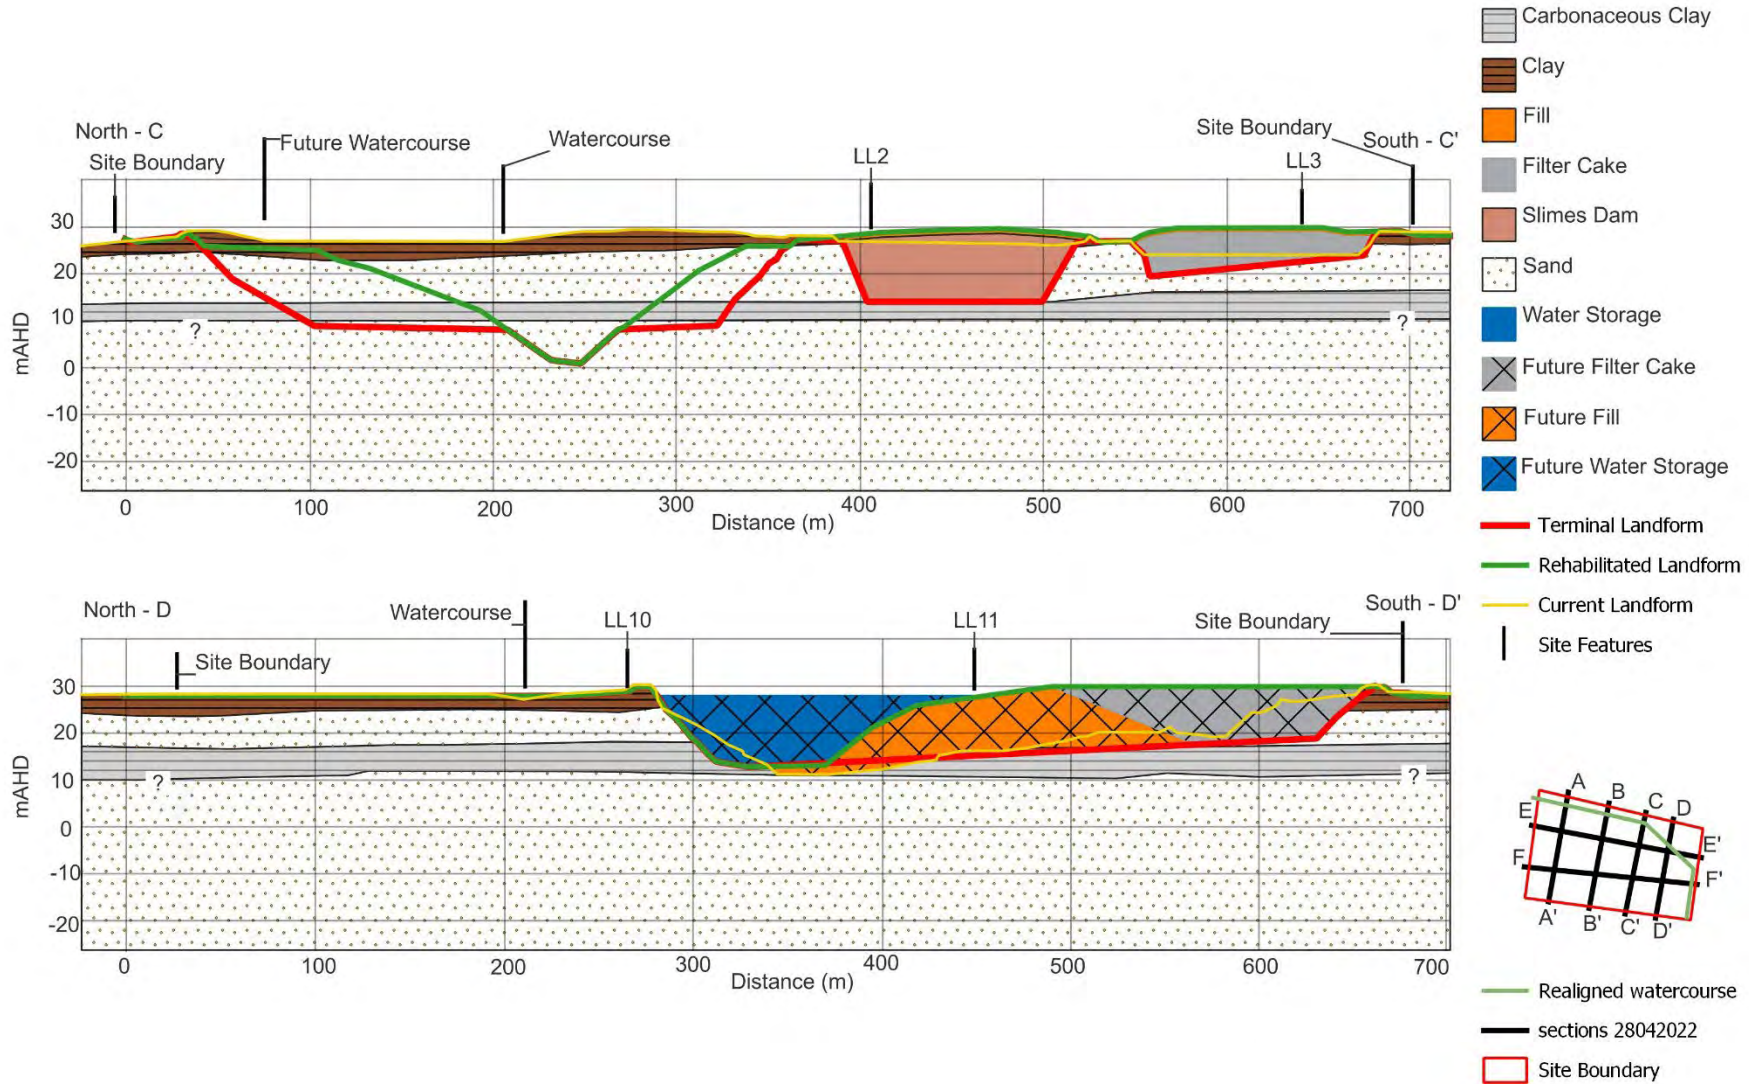 North - C
Site Boundary
Future Watercourse
Watercourse
LL2
Site Boundary
South - C'
LL3
30
20
10
0
-10
-20
mAHD
?
?
0
100
200
300
400
500
600
700
Distance (m)
North - D
Site Boundary
Watercourse
LL10
LL11
Site Boundary
South - D'
30
20
10
0
-10
-20
mAHD
?
?
0
100
200
300
400
500
600
700
Distance (m)
Carbonaceous Clay
Clay
Fill
Filter Cake
Slimes Dam
Sand
Water Storage
Future Filter Cake
Future Fill
Future Water Storage
Terminal Landform
Rehabilitated Landform
Current Landform
Site Features
A
B
C
D
E
E'
F
F'
A'
B'
C'
D'
Realigned watercourse
sections 28042022
Site Boundary